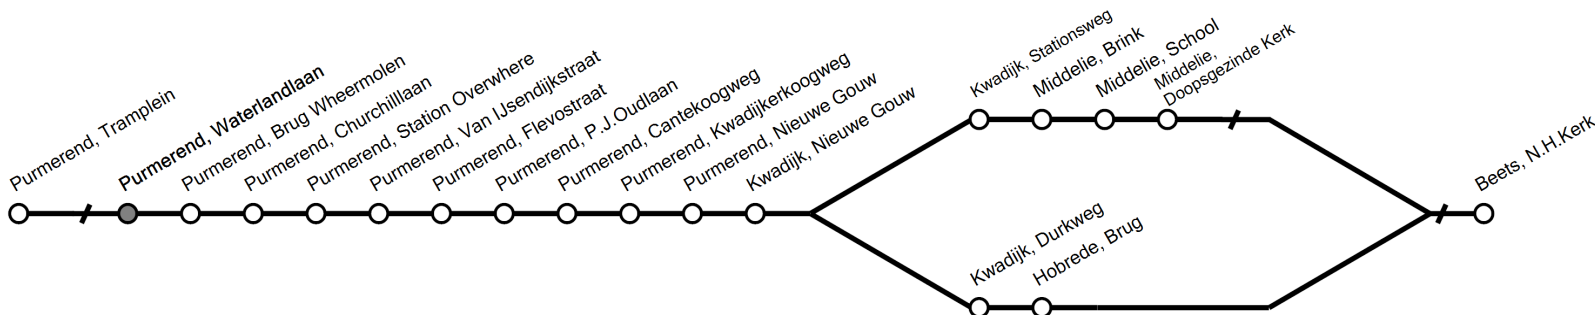 Purmerend, Tramplein
Purmerend, Waterlandlaan
Purmerend, Brug Wheermolen
Purmerend, Churchilllaan
Purmerend, Station Overwhere
Purmerend, Van IJsendijkstraat
Purmerend, Flevostraat
Purmerend, P.J.Oudlaan
Purmerend, Cantekoogweg
Purmerend, Kwadijkerkoogweg
Purmerend, Nieuwe Gouw
Kwadijk, Nieuwe Gouw
Kwadijk, Stationsweg
Middelie, Brink
Middelie, School
Middelie,
Doopsgezinde Kerk
Kwadijk, Durkweg
Hobrede, Brug
Beets, N.H.Kerk